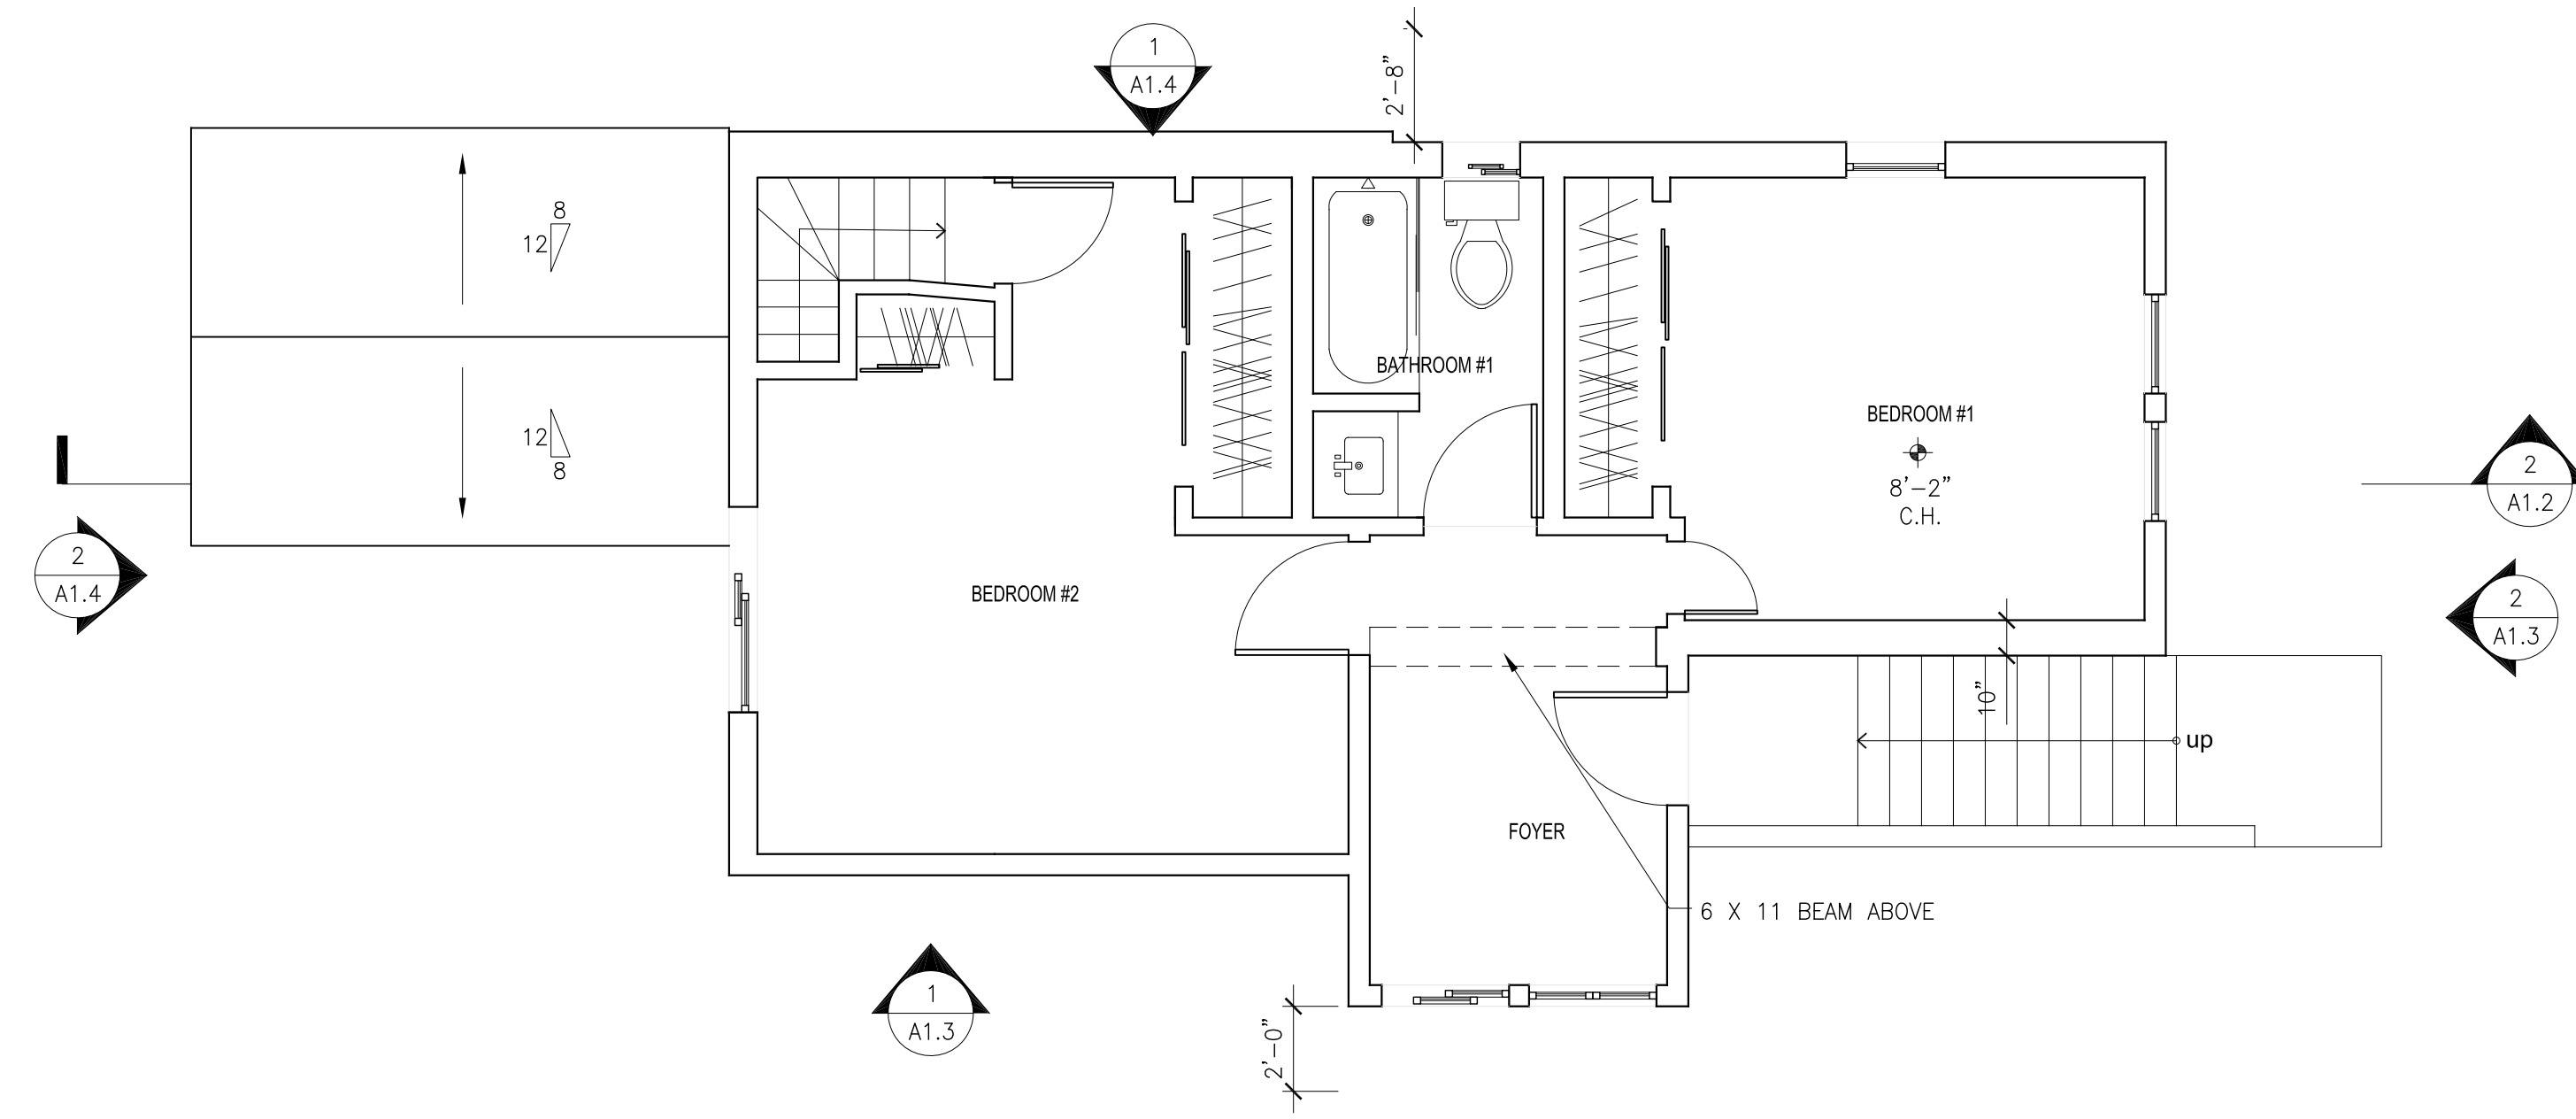 1
A1.4
2'-8"
8
12
12
8
BATHROOM #1
BEDROOM #1
8'-2"
C.H.
2
A1.2
2
A1.4
BEDROOM #2
2
A1.3
10"
up
FOYER
6 X 11 BEAM ABOVE
1
A1.3
2'-0"